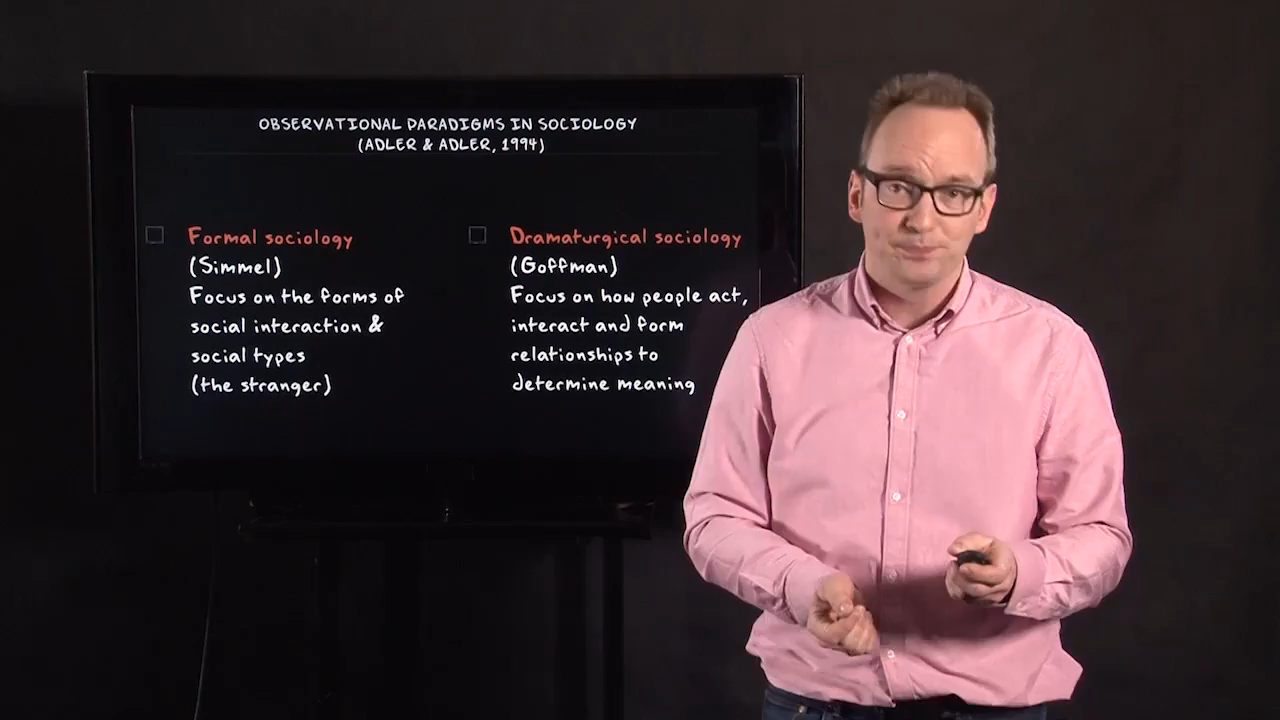 OBSERVATIONAL PARADIGMS IN SOCIOLOGY
(ADLER & ADLER, 1994)
Formal sociology
(Simmel)
Focus on the forms of
social interaction &
social types
(the stranger)
Dramaturgical sociology
(Goffman)
Focus on how people act,
interact and form
relationships to
determine meaning